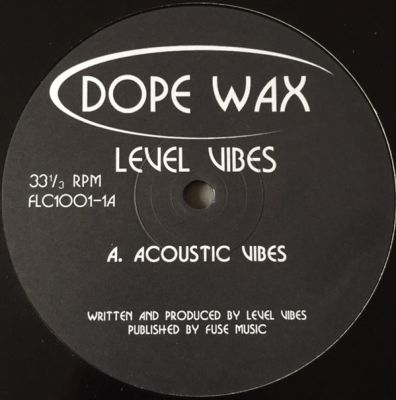 DOPE WAX
LEVEL VIBES
33⅓ RPM
FLC1001-1A
A. ACOUSTIC VIBES
WRITTEN AND PRODUCED BY LEVEL VIBES
PUBLISHED BY FUSE MUSIC